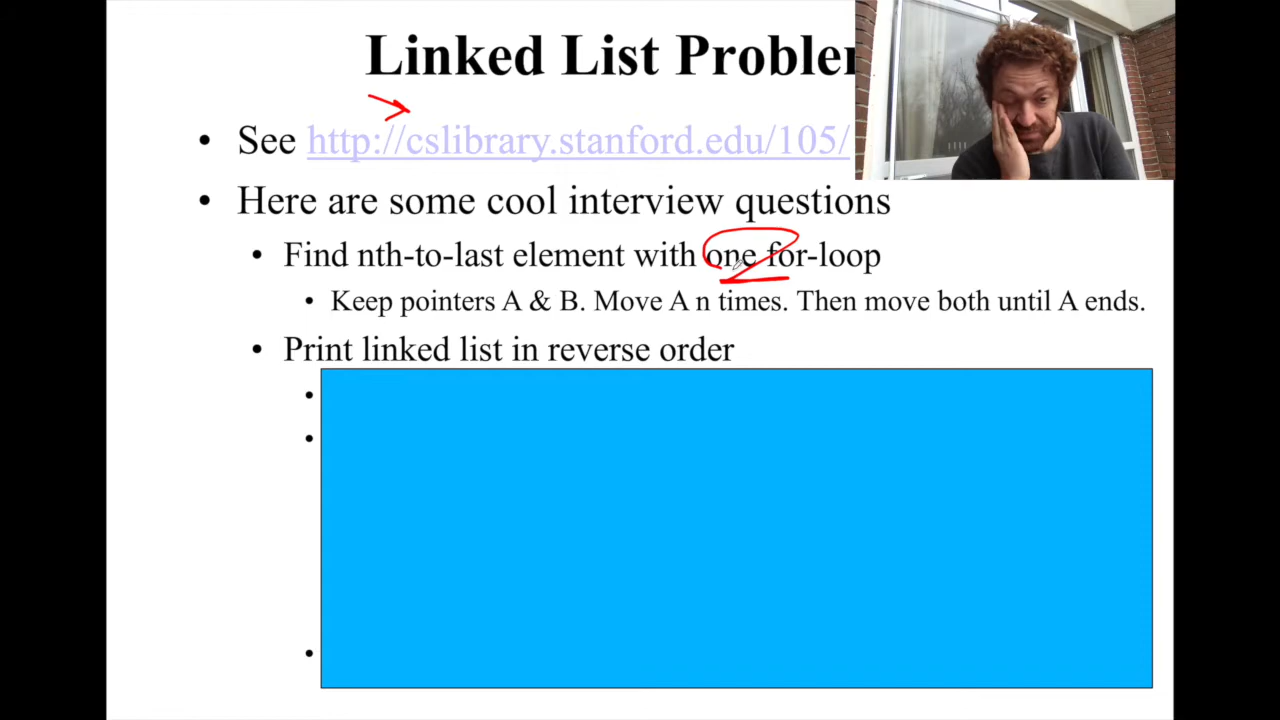 Linked List Problem
• See http://cslibrary.stanford.edu/105/
• Here are some cool interview questions
• Find nth-to-last element with one for-loop
• Keep pointers A & B. Move A n times. Then move both until A ends.
• Print linked list in reverse order
•
•
•